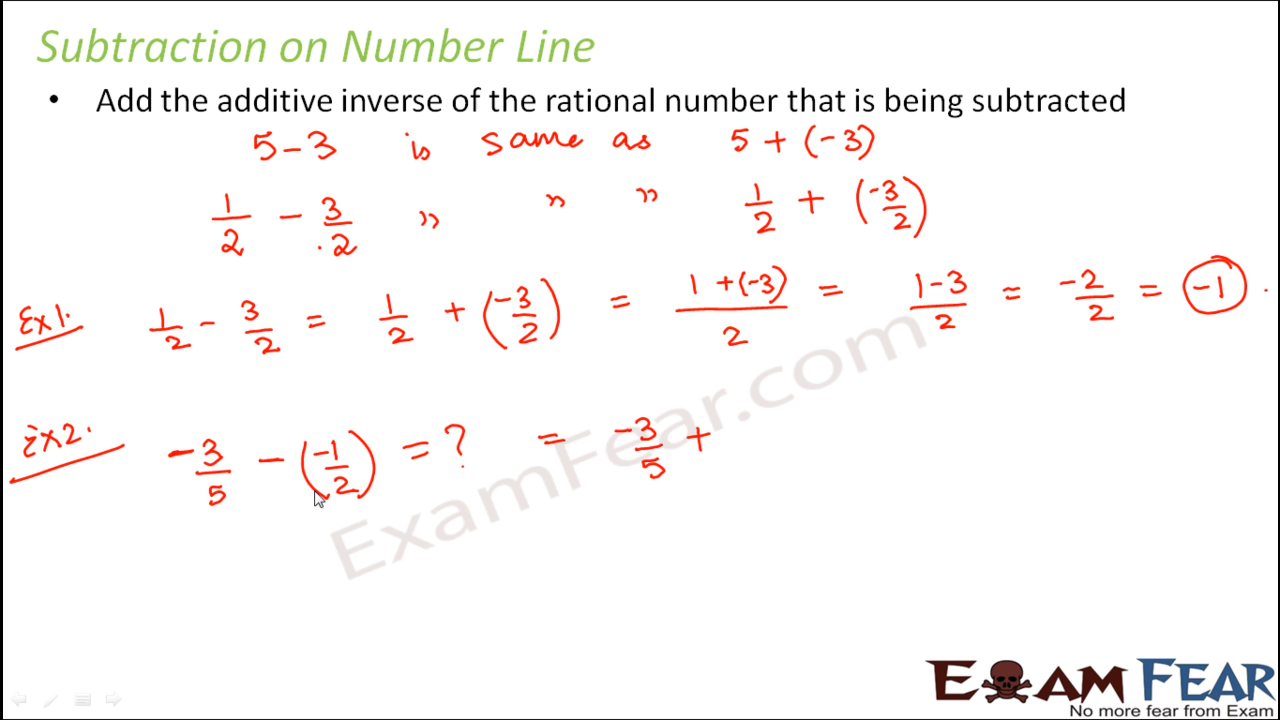 Subtraction on Number Line
• Add the additive inverse of the rational number that is being subtracted
5 - 3 is same as 5 + (-3)
1/2 - 3/.2 " " " 1/2 + (-3/2)
Ex1. 1/2 - 3/2 = 1/2 + (-3/2) = 1 + (-3)/2 = 1-3/2 = -2/2 = -1 .
Ex2. -3/5 - (-1/2) = ? = -3/5 +
ExamFear.com
EXAM FEAR
No more fear from Exam